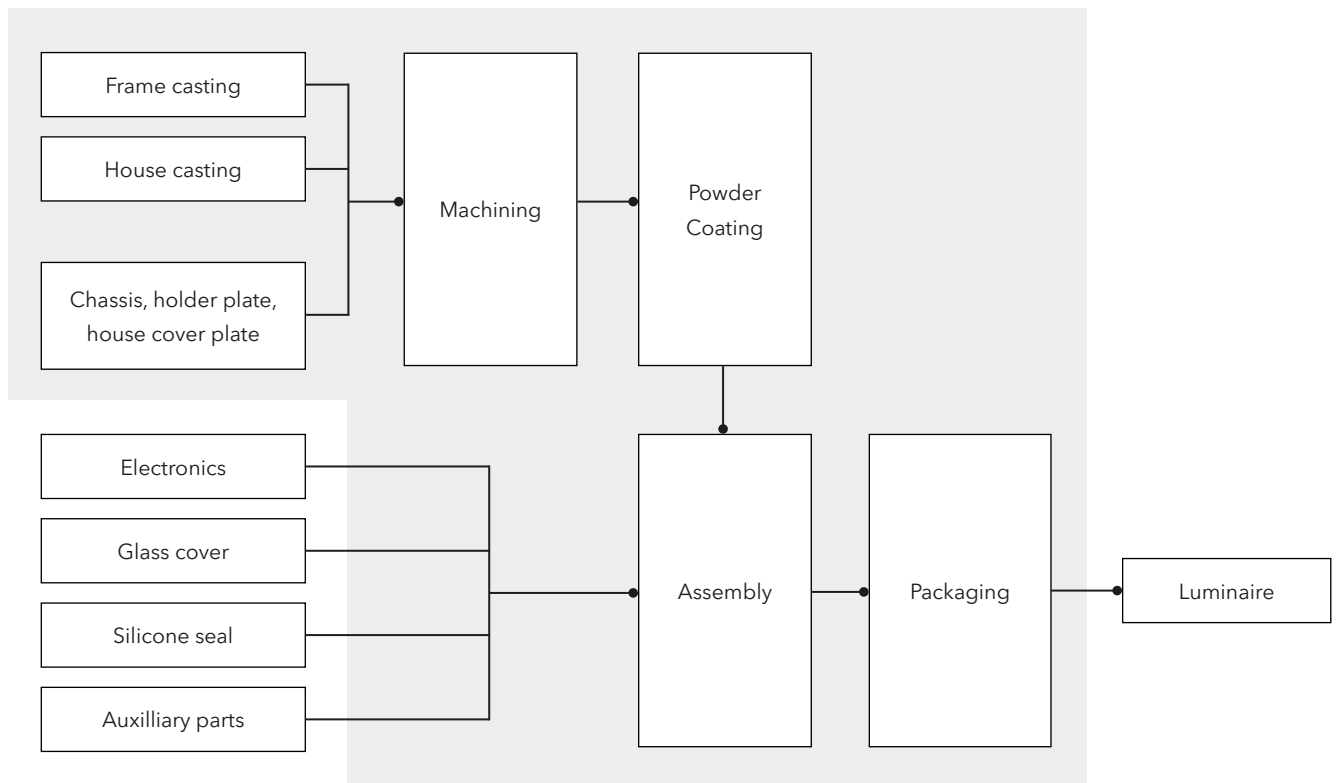 Frame casting
House casting
Chassis, holder plate,
house cover plate
Machining
Powder
Coating
Electronics
Glass cover
Silicone seal
Auxilliary parts
Assembly
Packaging
Luminaire